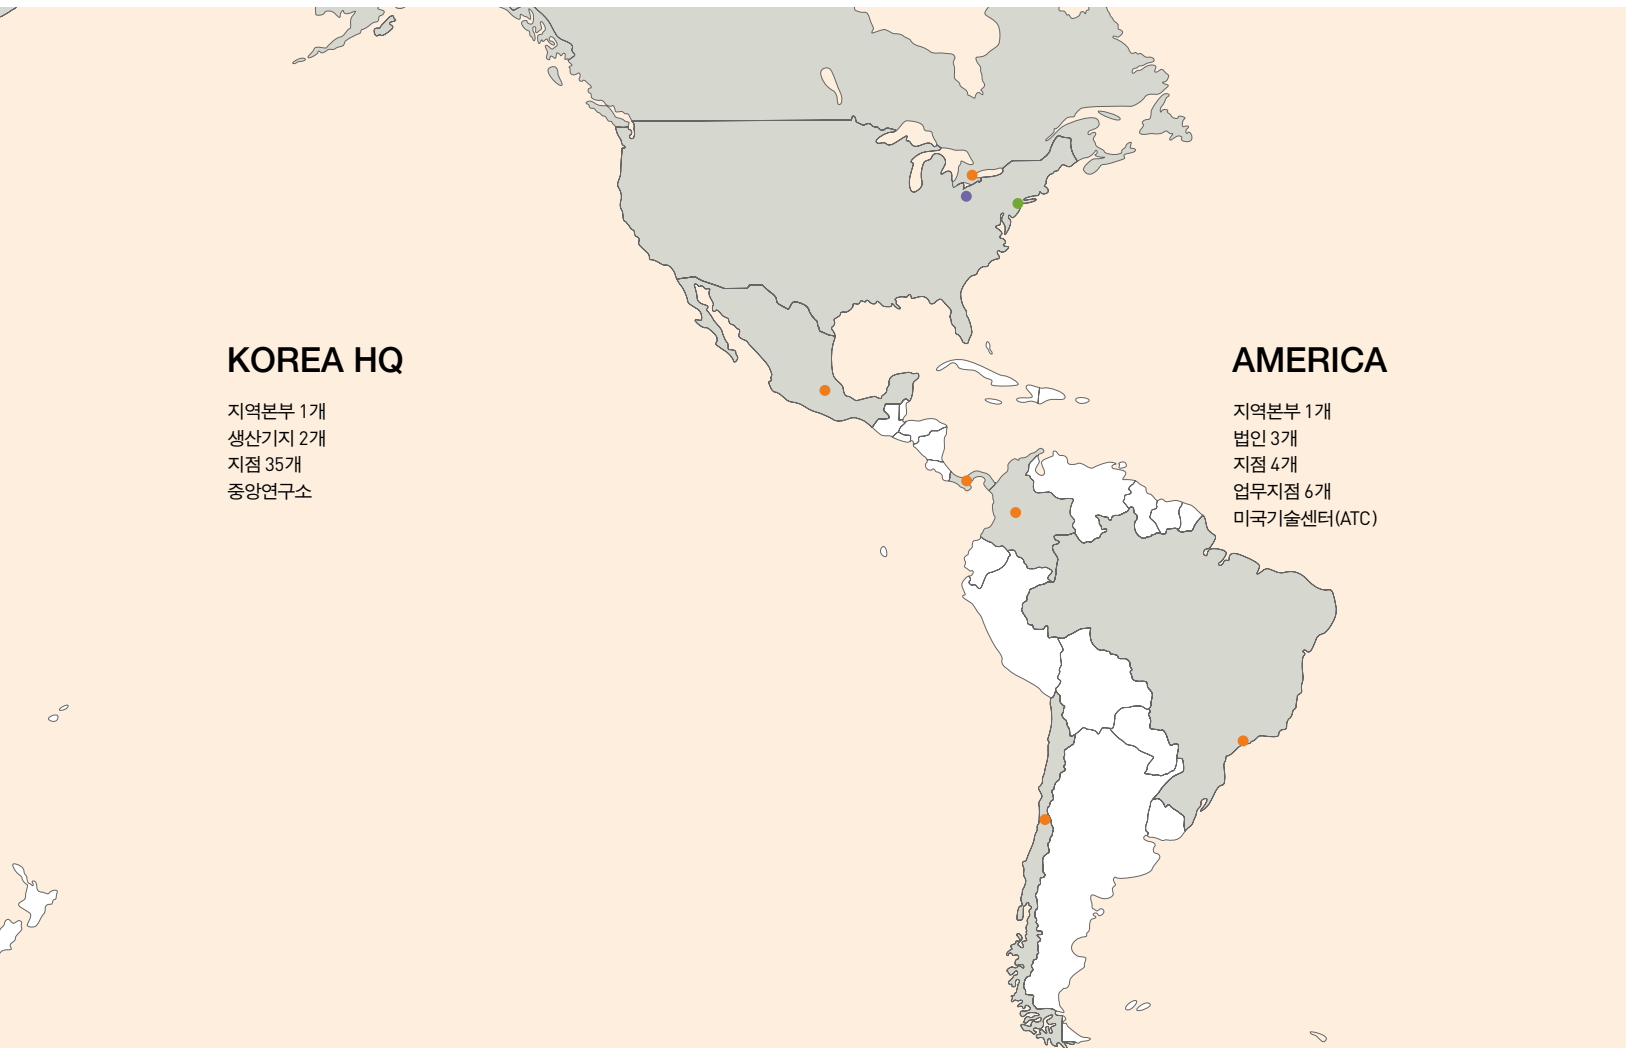 KOREA HQ
지역본부 1개
생산기지 2개
지점 35개
중앙연구소
AMERICA
지역본부 1개
법인 3개
지점 4개
업무지점 6개
미국기술센터(ATC)